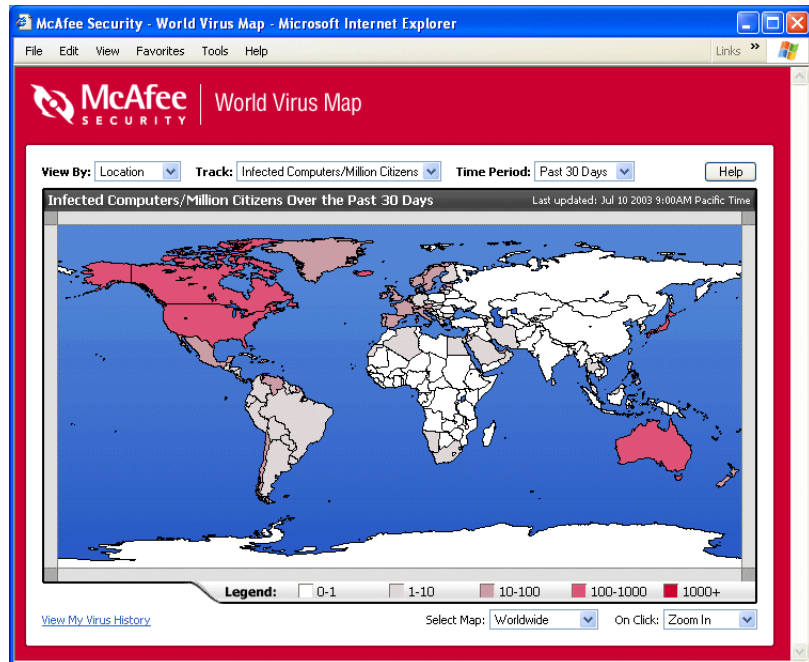 McAfee Security - World Virus Map - Microsoft Internet Explorer
File Edit View Favorites Tools Help Links »
McAfee SECURITY World Virus Map
View By: Location Track: Infected Computers/Million Citizens Time Period: Past 30 Days Help
Infected Computers/Million Citizens Over the Past 30 Days Last updated: Jul 10 2003 9:00AM Pacific Time
Legend: 0-1 1-10 10-100 100-1000 1000+
View My Virus History Select Map: Worldwide On Click: Zoom In